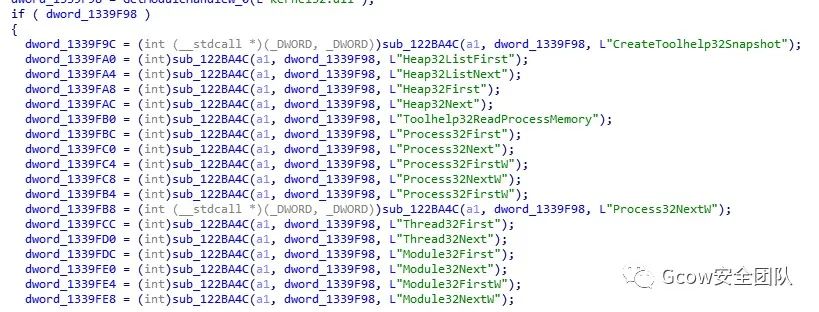 dword_1339F98 = GetModuleHandleW_0(L"kernel32.dll");
if ( dword_1339F98 )
{
dword_1339F9C = (int (__stdcall *)(_DWORD, _DWORD))sub_122BA4C(a1, dword_1339F98, L"CreateToolhelp32Snapshot");
dword_1339FA0 = (int)sub_122BA4C(a1, dword_1339F98, L"Heap32ListFirst");
dword_1339FA4 = (int)sub_122BA4C(a1, dword_1339F98, L"Heap32ListNext");
dword_1339FA8 = (int)sub_122BA4C(a1, dword_1339F98, L"Heap32First");
dword_1339FAC = (int)sub_122BA4C(a1, dword_1339F98, L"Heap32Next");
dword_1339FB0 = (int)sub_122BA4C(a1, dword_1339F98, L"Toolhelp32ReadProcessMemory");
dword_1339FBC = (int)sub_122BA4C(a1, dword_1339F98, L"Process32First");
dword_1339FC0 = (int)sub_122BA4C(a1, dword_1339F98, L"Process32Next");
dword_1339FC4 = (int)sub_122BA4C(a1, dword_1339F98, L"Process32FirstW");
dword_1339FC8 = (int)sub_122BA4C(a1, dword_1339F98, L"Process32NextW");
dword_1339FB4 = (int)sub_122BA4C(a1, dword_1339F98, L"Process32FirstW");
dword_1339FB8 = (int (__stdcall *)(_DWORD, _DWORD))sub_122BA4C(a1, dword_1339F98, L"Process32NextW");
dword_1339FCC = (int)sub_122BA4C(a1, dword_1339F98, L"Thread32First");
dword_1339FD0 = (int)sub_122BA4C(a1, dword_1339F98, L"Thread32Next");
dword_1339FDC = (int)sub_122BA4C(a1, dword_1339F98, L"Module32First");
dword_1339FE0 = (int)sub_122BA4C(a1, dword_1339F98, L"Module32Next");
dword_1339FE4 = (int)sub_122BA4C(a1, dword_1339F98, L"Module32FirstW");
dword_1339FE8 = (int)sub_122BA4C(a1, dword_1339F98, L"Module32NextW");
Gcow安全团队